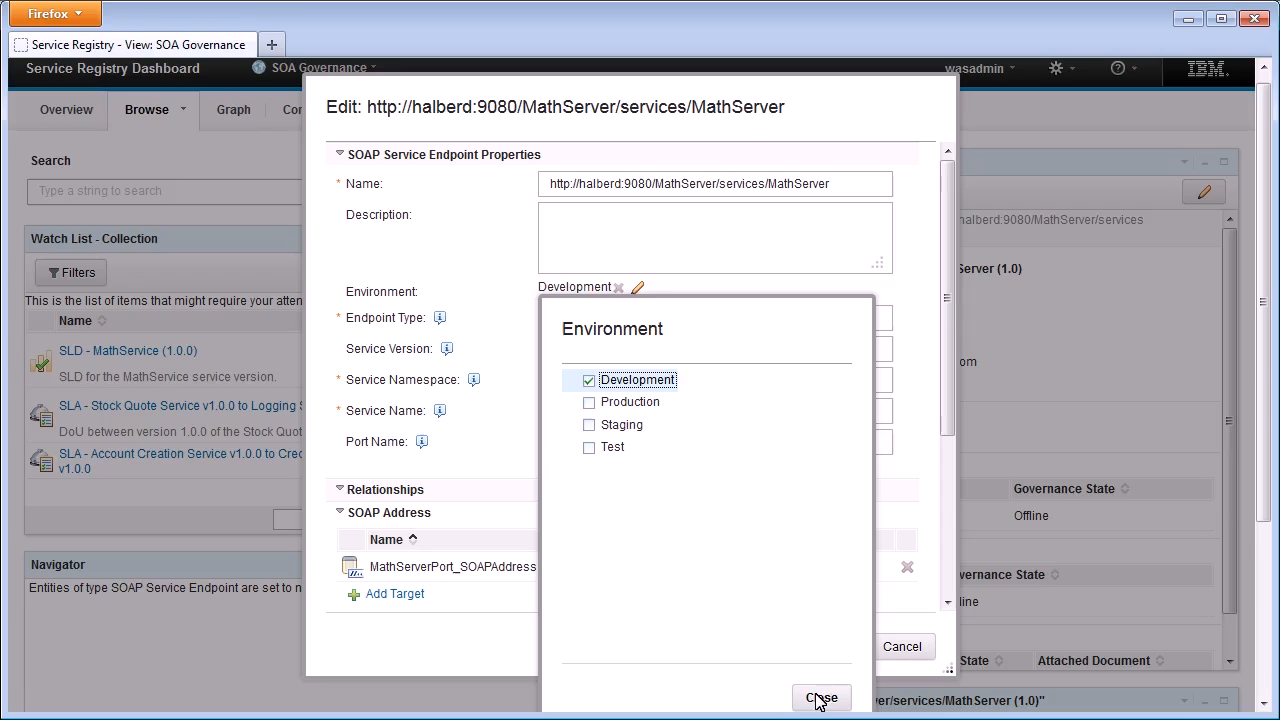 Firefox
Service Registry - View: SOA Governance
Service Registry Dashboard
SOA Governance
wasadmin
IBM.
Overview
Browse
Graph
Edit: http://halberd:9080/MathServer/services/MathServer
Search
Type a string to search
SOAP Service Endpoint Properties
* Name:
http://halberd:9080/MathServer/services/MathServer
Description:
halberd:9080/MathServer/services
Watch List - Collection
Filters
This is the list of items that might require your atten
Name
SLD - MathService (1.0.0)
SLD for the MathService service version.
SLA - Stock Quote Service v1.0.0 to Logging S
DoU between version 1.0.0 of the Stock Quot
SLA - Account Creation Service v1.0.0 to Cred
v1.0.0
Environment:
Development
* Endpoint Type:
Service Version:
* Service Namespace:
* Service Name:
Port Name:
Environment
Development
Production
Staging
Test
Close
Server (1.0)
om
Relationships
SOAP Address
Name
MathServerPort_SOAPAddress
Add Target
Cancel
Governance State
Offline
vernance State
line
State
Attached Document
er/services/MathServer (1.0)"
Navigator
Entities of type SOAP Service Endpoint are set to n